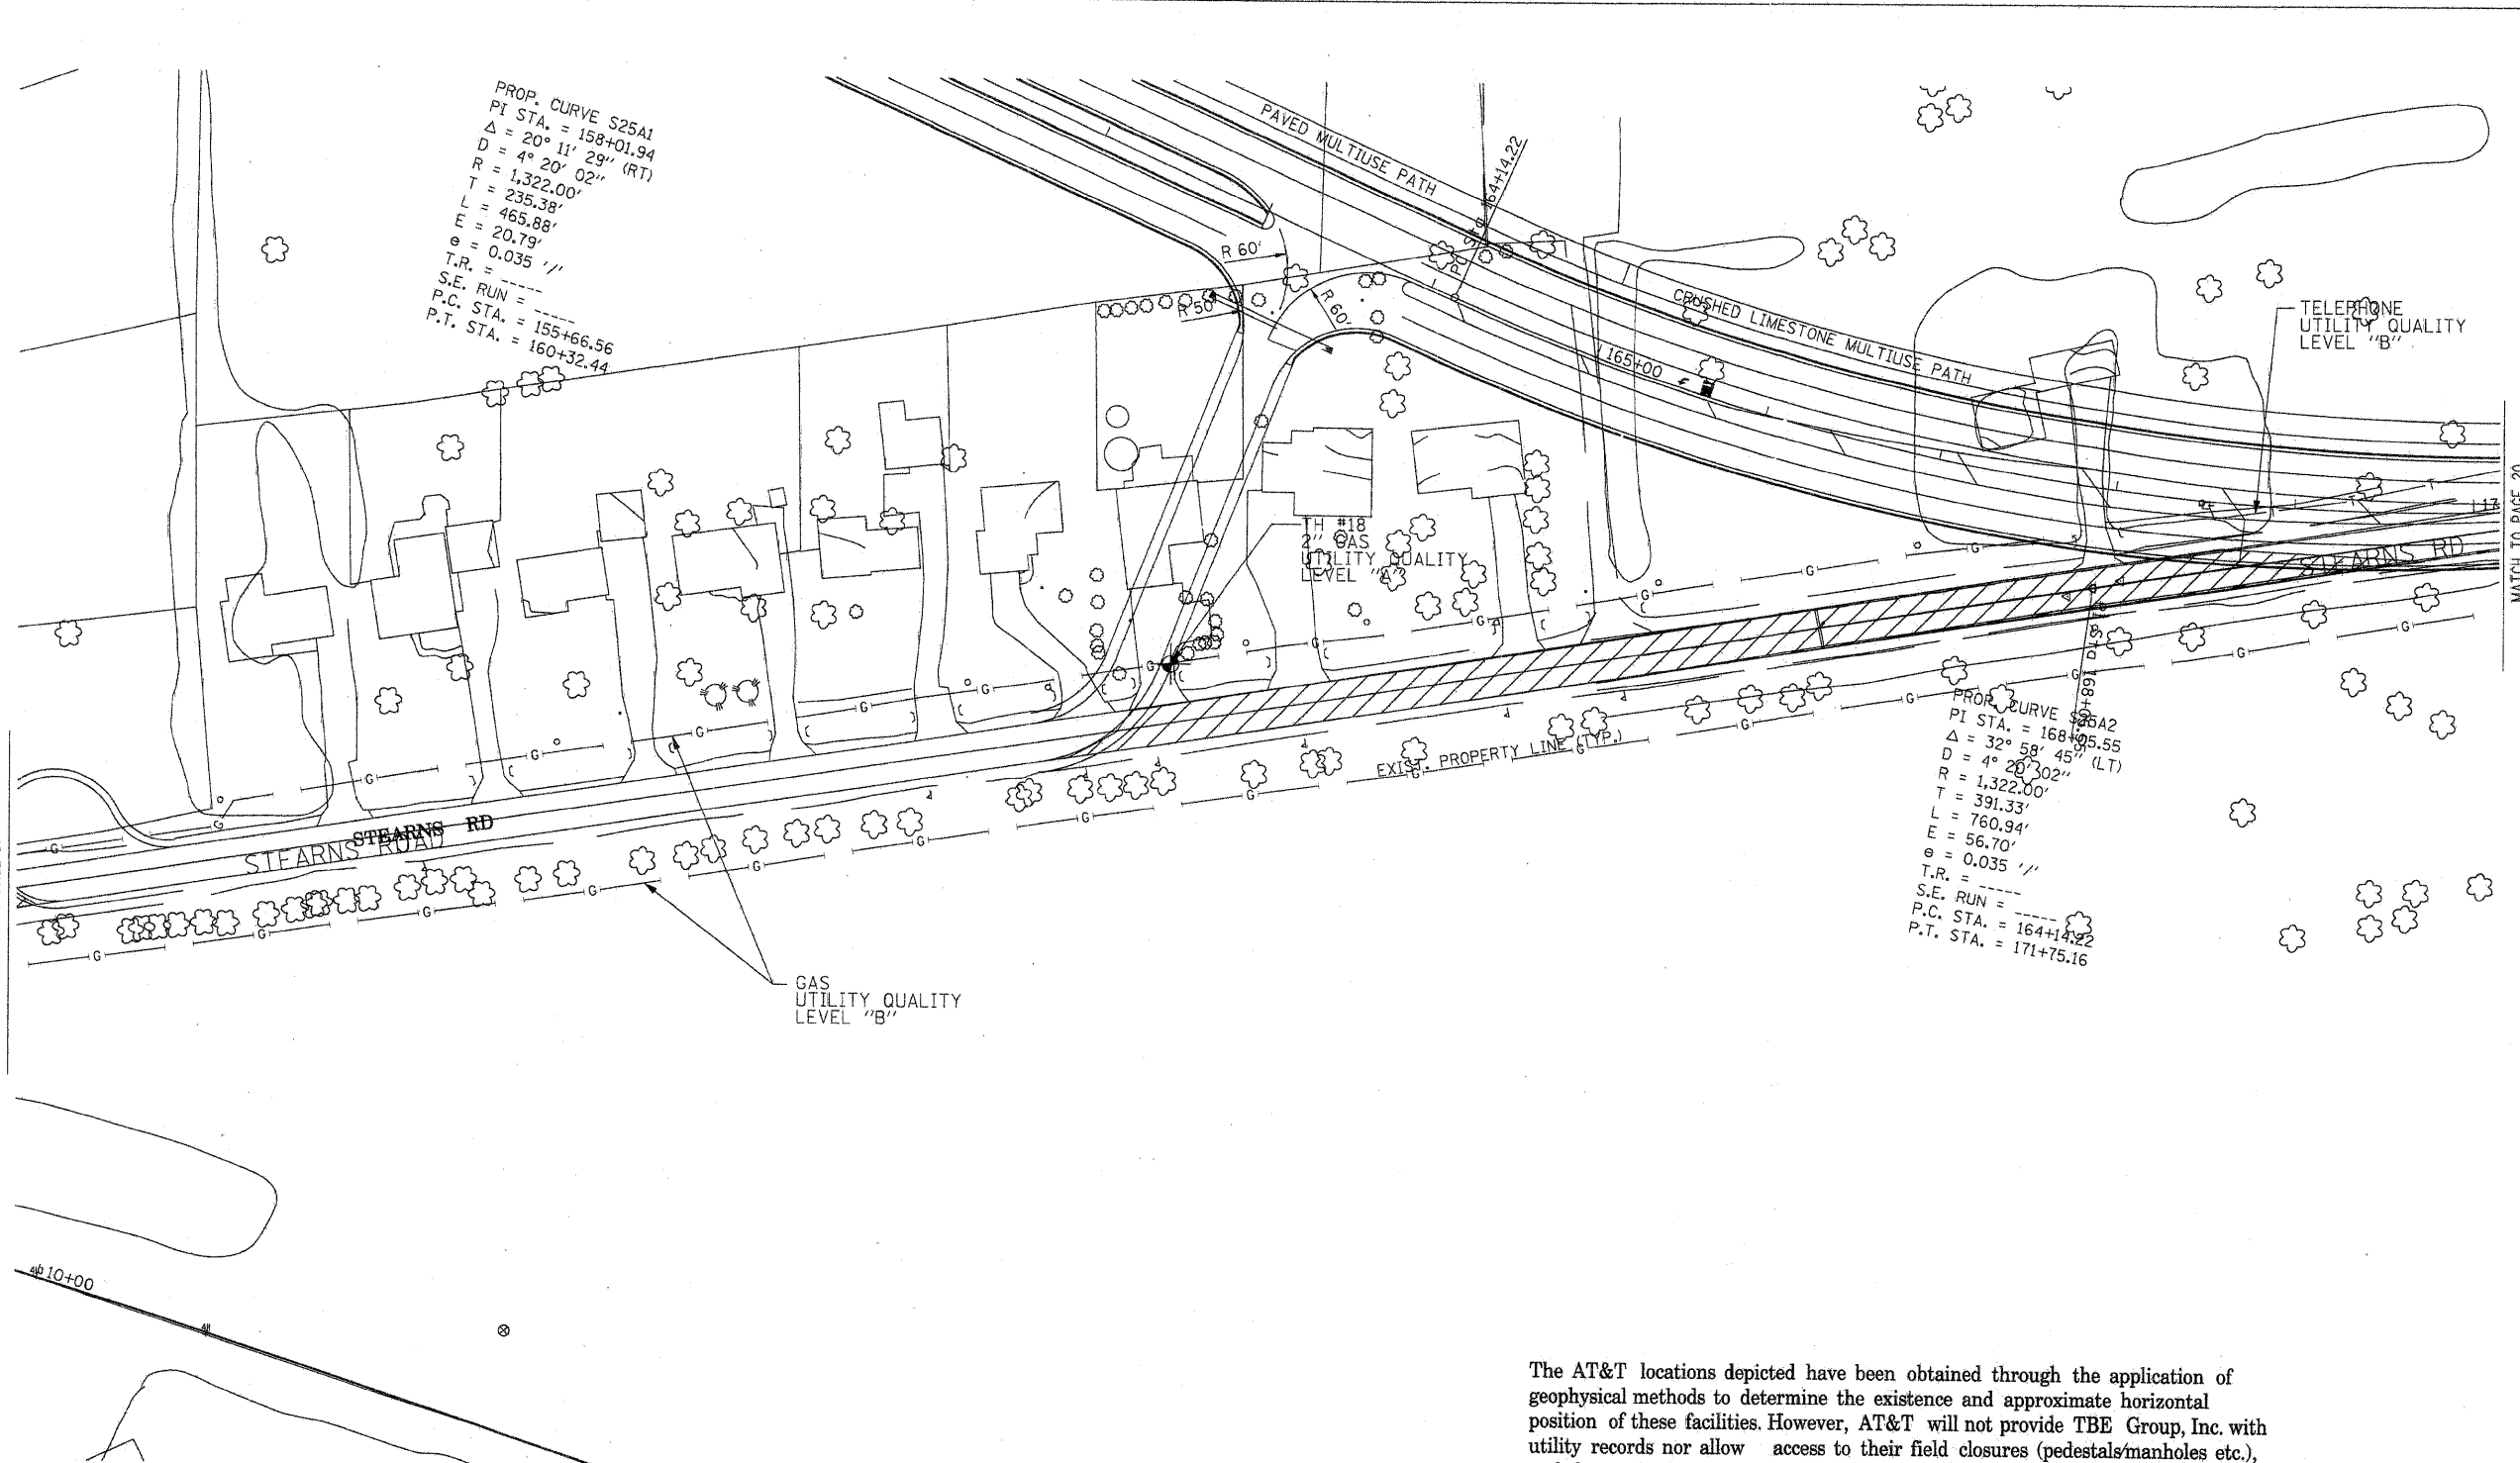 PROP. CURVE S25A1
PI STA. = 158+01.94
Δ = 20° 11' 29" (RT)
D = 4° 20' 02"
R = 1,322.00'
T = 235.38'
L = 465.88'
E = 20.79'
e = 0.035 '/'
T.R. = -----
S.E. RUN = -----
P.C. STA. = 155+66.56
P.T. STA. = 160+32.44
PAVED MULTIUSE PATH
164+14.22
R 60'
R 50'
R 60'
165+00
CRUSHED LIMESTONE MULTIUSE PATH
TELEPHONE
UTILITY QUALITY
LEVEL "B"
MATCH TO PAGE 20
TH #18
2" GAS
UTILITY QUALITY
LEVEL "A"
STEARNS RD
STEARNS RD
STEARNS ROAD
EXIST. PROPERTY LINE (TYP.)
PROP. CURVE S25A2
PI STA. = 168+05.55
Δ = 32° 58' 45" (LT)
D = 4° 20' 02"
R = 1,322.00'
T = 391.33'
L = 760.94'
E = 56.70'
e = 0.035 '/'
T.R. = -----
S.E. RUN = -----
P.C. STA. = 164+14.22
P.T. STA. = 171+75.16
GAS
UTILITY QUALITY
LEVEL "B"
10+00
The AT&T locations depicted have been obtained through the application of
geophysical methods to determine the existence and approximate horizontal
position of these facilities. However, AT&T will not provide TBE Group, Inc. with
utility records nor allow access to their field closures (pedestals/manholes etc.),